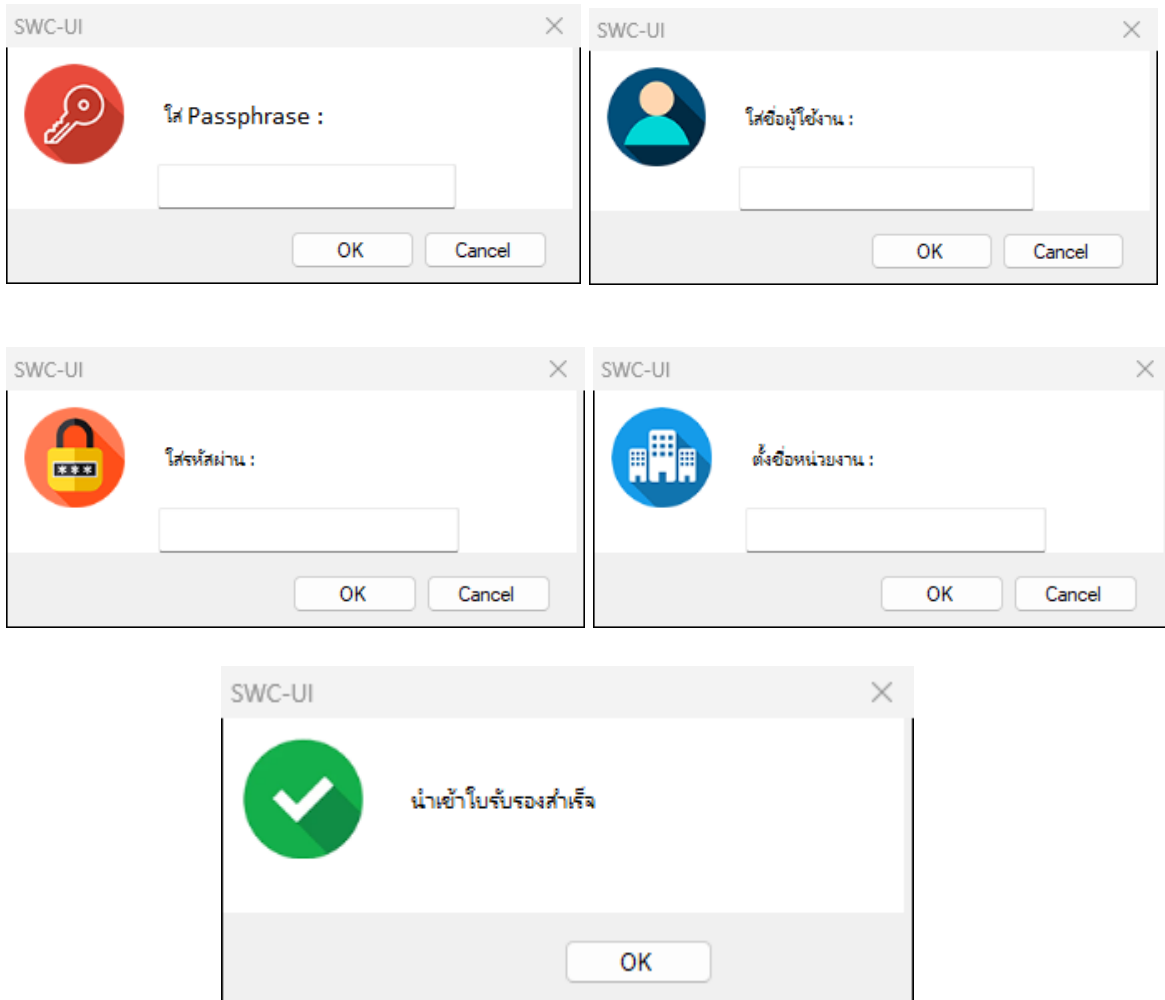 SWC-UI
ใส่ Passphrase :
OK
Cancel
SWC-UI
ใส่ชื่อผู้ใช้งาน :
OK
Cancel
SWC-UI
ใส่รหัสผ่าน :
***
OK
Cancel
SWC-UI
ตั้งชื่อหน่วยงาน :
OK
Cancel
SWC-UI
นำเข้าใบรับรองสำเร็จ
OK